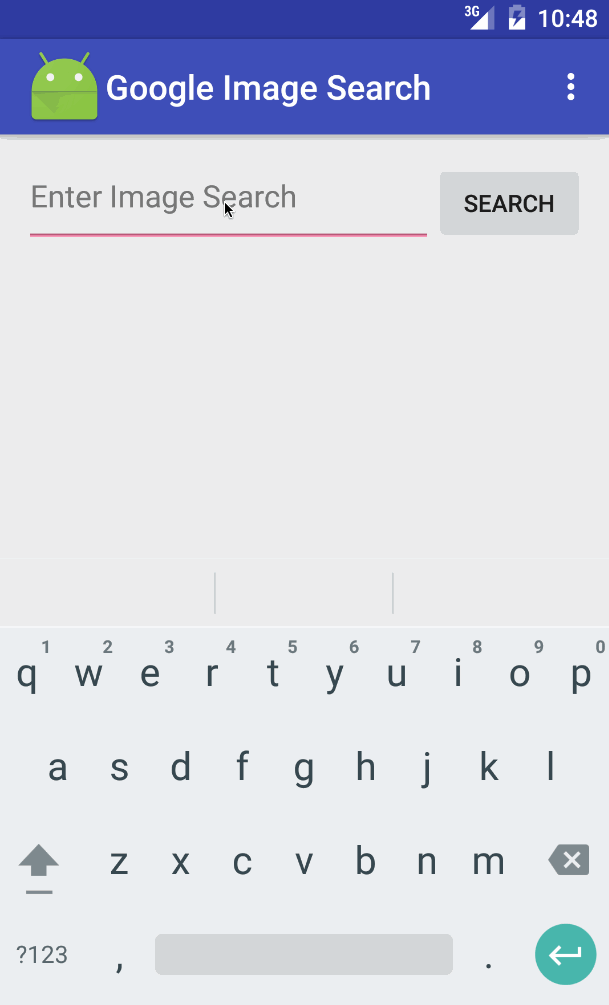 3G 10:48
Google Image Search
Enter Image Search SEARCH
1 2 3 4 5 6 7 8 9 0
q w e r t y u i o p
a s d f g h j k l
z x c v b n m
?123 , .